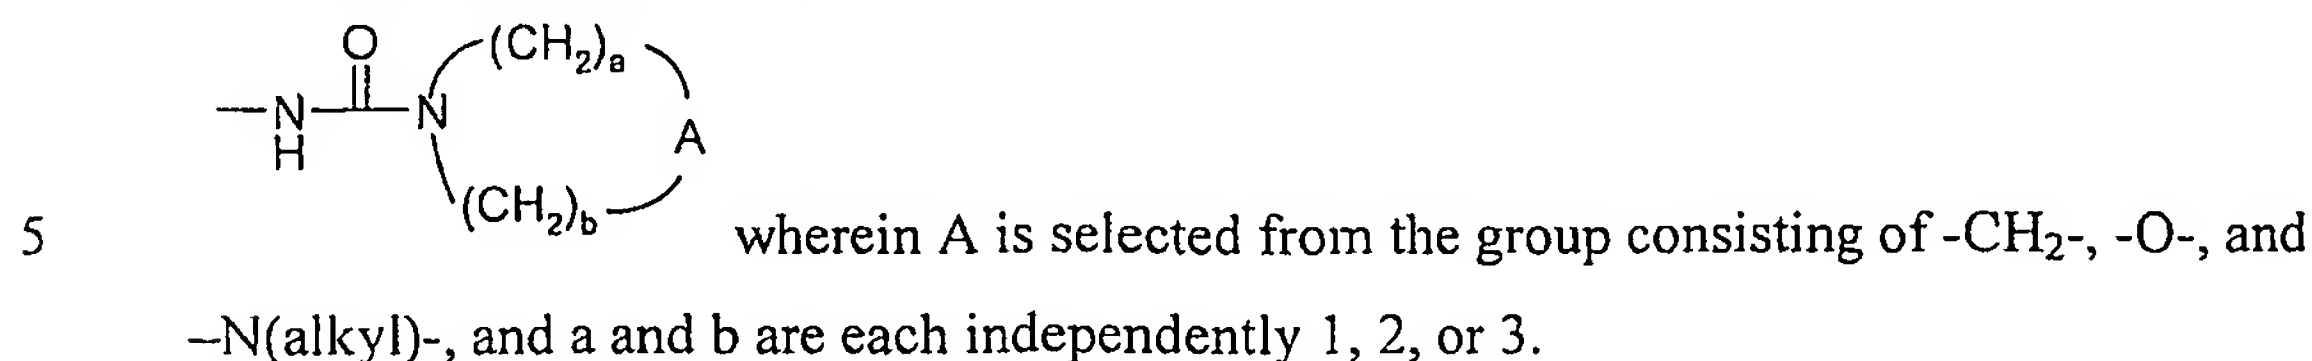 O
(CH₂)ₐ
—N—C—N
H
A
(CH₂)b
5 wherein A is selected from the group consisting of -CH₂-, -O-, and
–N(alkyl)-, and a and b are each independently 1, 2, or 3.